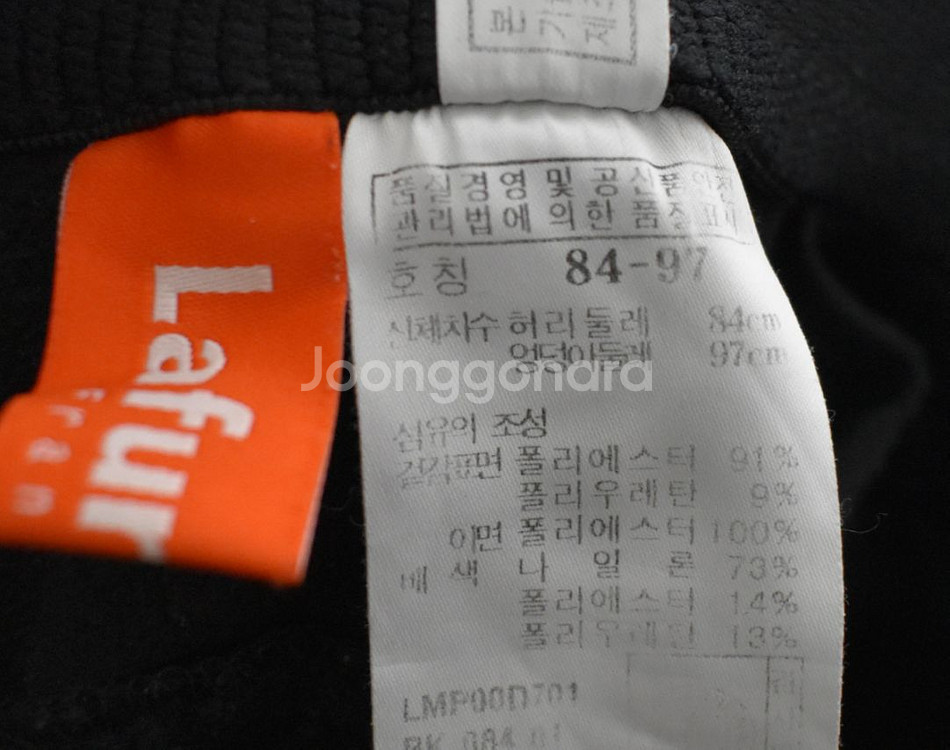 품질경영 및 공산품 안전
관리법에 의한 품질표시
호칭 84-97
신체치수 허리둘레 84cm
엉덩이둘레 97cm
Joonggonara
섬유의 조성
겉감표면 폴리에스터 91%
폴리우레탄 9%
이면 폴리에스터 100%
배색 나일론 73%
폴리에스터 14%
폴리우레탄 13%
LMP00D701
BK 084
Lafuma